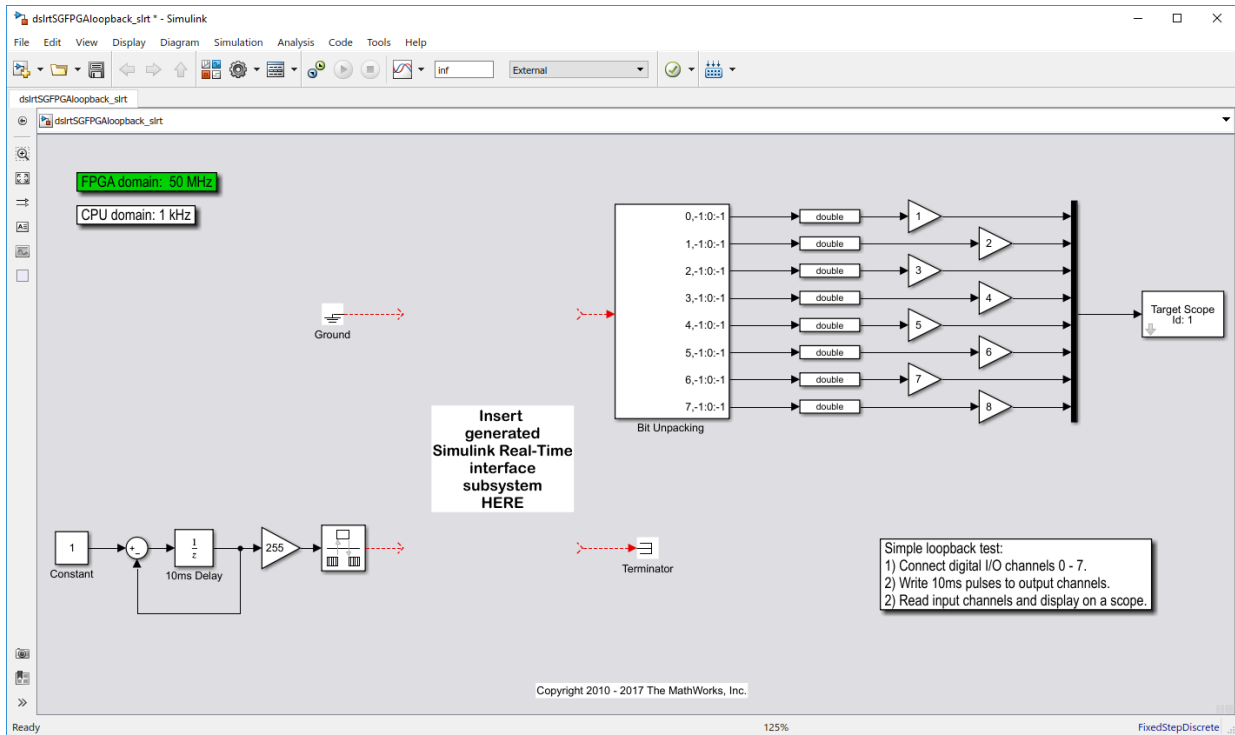 dslrtSGFPGAloopback_slrt * - Simulink
File Edit View Display Diagram Simulation Analysis Code Tools Help
inf External
dslrtSGFPGAloopback_slrt
dslrtSGFPGAloopback_slrt
FPGA domain: 50 MHz
CPU domain: 1 kHz
0,-1:0:-1 double 1
1,-1:0:-1 double 2
2,-1:0:-1 double 3
3,-1:0:-1 double 4
4,-1:0:-1 double 5
5,-1:0:-1 double 6
6,-1:0:-1 double 7
7,-1:0:-1 double 8
Bit Unpacking
Target Scope
Id: 1
Ground
Insert
generated
Simulink Real-Time
interface
subsystem
HERE
1
Constant
+
-
1
z
10ms Delay
255
Terminator
Simple loopback test:
1) Connect digital I/O channels 0 - 7.
2) Write 10ms pulses to output channels.
2) Read input channels and display on a scope.
Copyright 2010 - 2017 The MathWorks, Inc.
Ready 125% FixedStepDiscrete